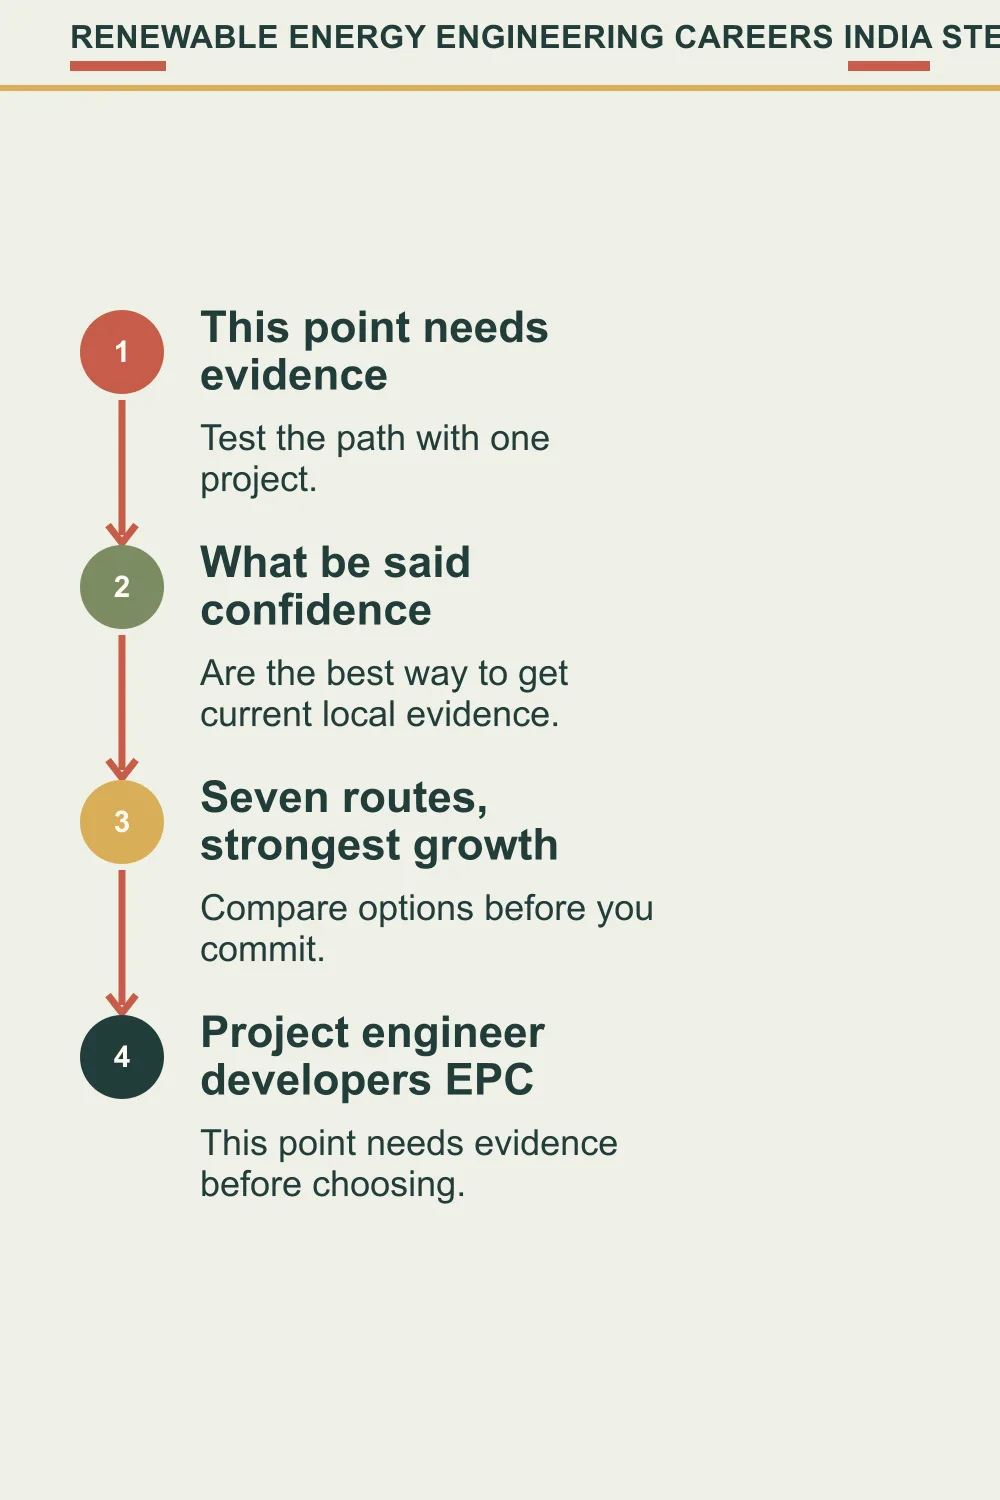 RENEWABLE ENERGY ENGINEERING CAREERS INDIA STE
1
This point needs
evidence
Test the path with one
project.
2
What be said
confidence
Are the best way to get
current local evidence.
3
Seven routes,
strongest growth
Compare options before you
commit.
4
Project engineer
developers EPC
This point needs evidence
before choosing.